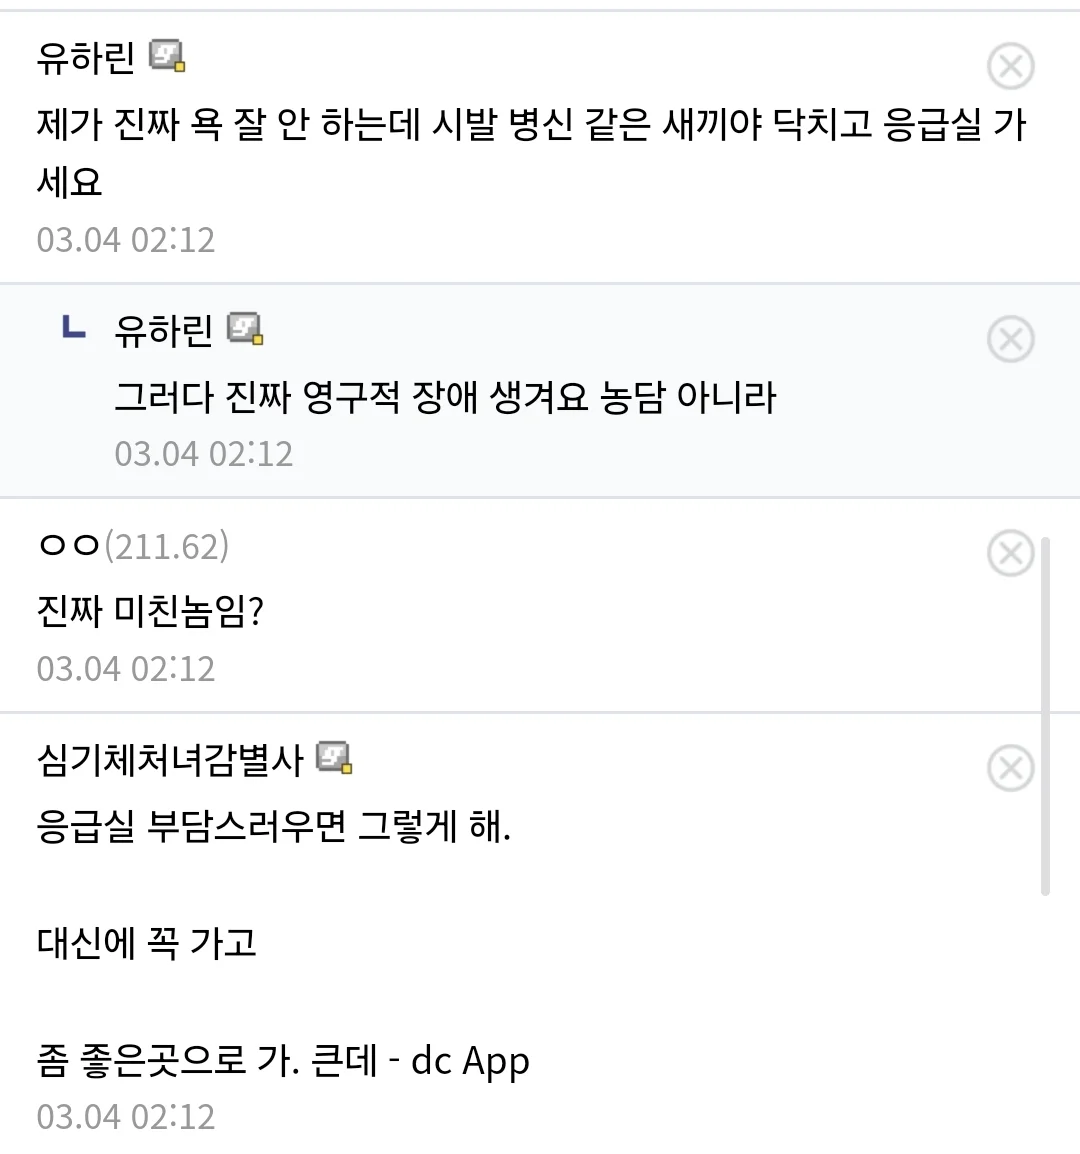 유하린
제가 진짜 욕 잘 안 하는데 시발 병신 같은 새끼야 닥치고 응급실 가
세요
03.04 02:12
ㄴ 유하린
그러다 진짜 영구적 장애 생겨요 농담 아니라
03.04 02:12
ㅇㅇ(211.62)
진짜 미친놈임?
03.04 02:12
심기체처녀감별사
응급실 부담스러우면 그렇게 해.
대신에 꼭 가고
좀 좋은곳으로 가. 큰데 - dc App
03.04 02:12